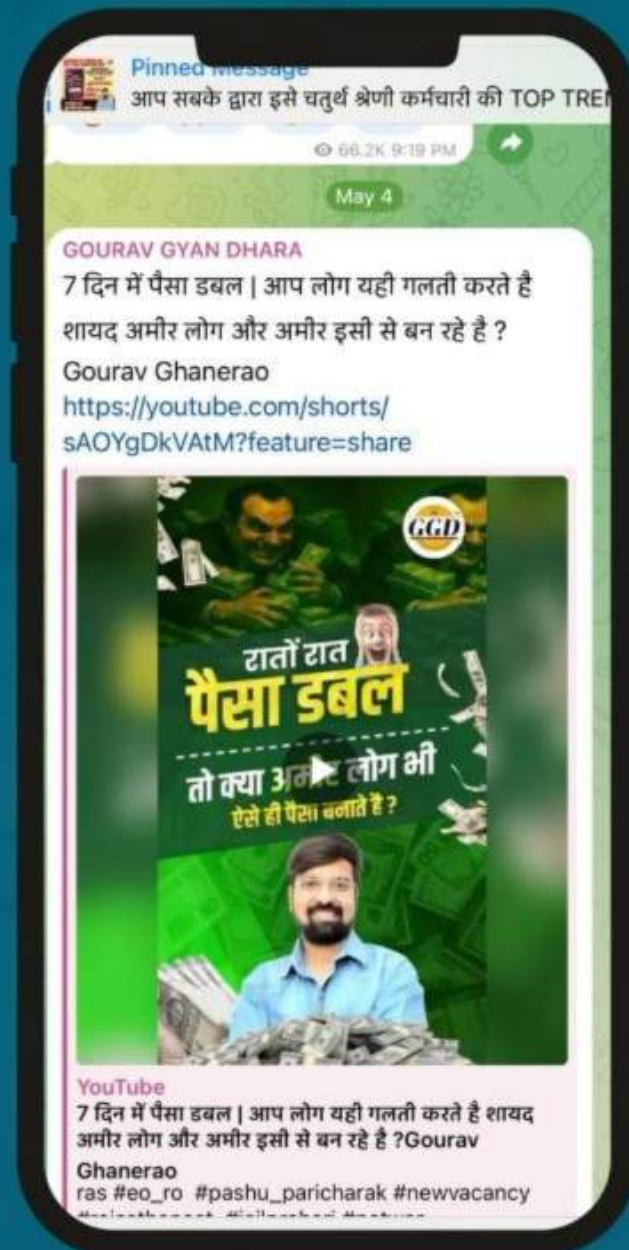 Pinned Message
आप सबके द्वारा इसे चतुर्थ श्रेणी कर्मचारी की TOP TREN
66.2K 9:19 PM
May 4
GOURAV GYAN DHARA
7 दिन में पैसा डबल | आप लोग यही गलती करते है
शायद अमीर लोग और अमीर इसी से बन रहे है ?
Gourav Ghanerao
https://youtube.com/shorts/
sAOYgDkVAtM?feature=share
GGD
रातों रात
पैसा डबल
तो क्या अमीर लोग भी
ऐसे ही पैसा बनाते है ?
YouTube
7 दिन में पैसा डबल | आप लोग यही गलती करते है शायद
अमीर लोग और अमीर इसी से बन रहे है ?Gourav
Ghanerao
ras #eo_ro #pashu_paricharak #newvacancy